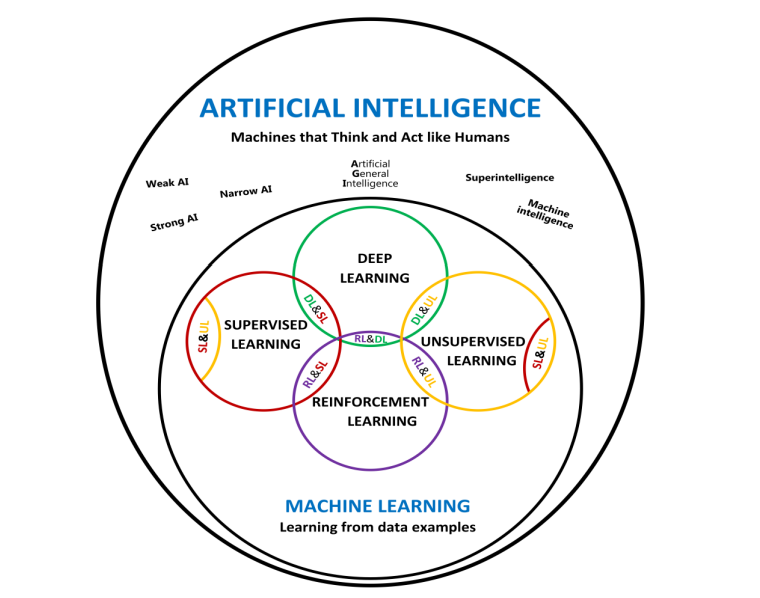 ARTIFICIAL INTELLIGENCE
Machines that Think and Act like Humans
Artificial
General
Intelligence
Weak AI
Narrow AI
Superintelligence
Strong AI
Machine
intelligence
DEEP
LEARNING
DL&SL
DL&UL
SL&UL
SUPERVISED
LEARNING
RL&DL
UNSUPERVISED
LEARNING
SL&UL
RL&SL
RL&UL
REINFORCEMENT
LEARNING
MACHINE LEARNING
Learning from data examples